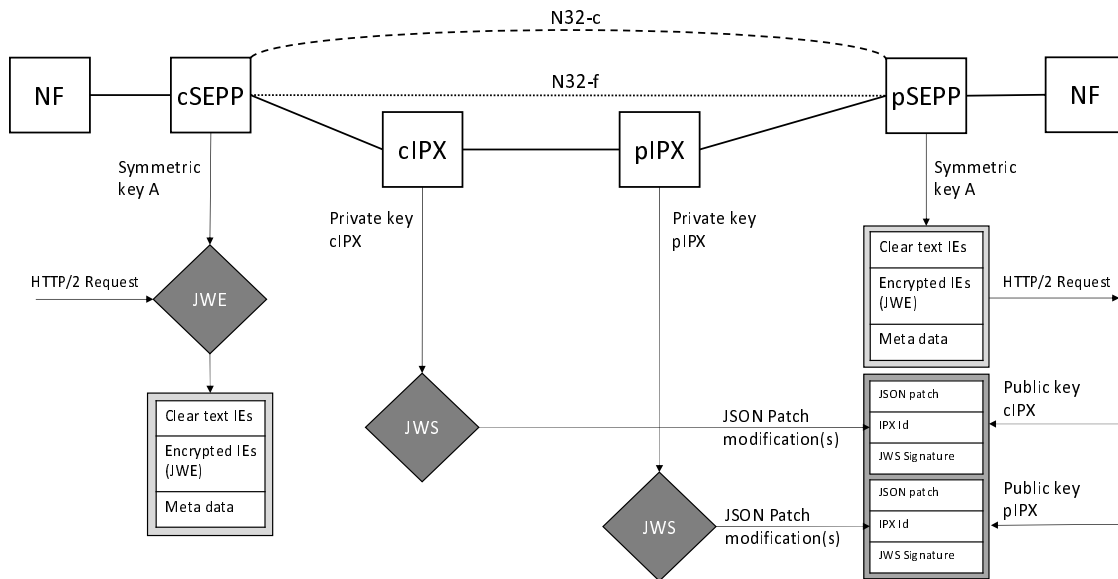 N32-c
N32-f
NF
cSEPP
pSEPP
NF
cIPX
pIPX
Symmetric
key A
Private key
cIPX
Private key
pIPX
Symmetric
key A
HTTP/2 Request
JWE
Clear text IEs
Encrypted IEs
(JWE)
Meta data
HTTP/2 Request
Clear text IEs
Encrypted IEs
(JWE)
Meta data
JWS
JSON Patch
modification(s)
JSON patch
IPX Id
JWS Signature
Public key
cIPX
JWS
JSON Patch
modification(s)
JSON patch
IPX Id
JWS Signature
Public key
pIPX